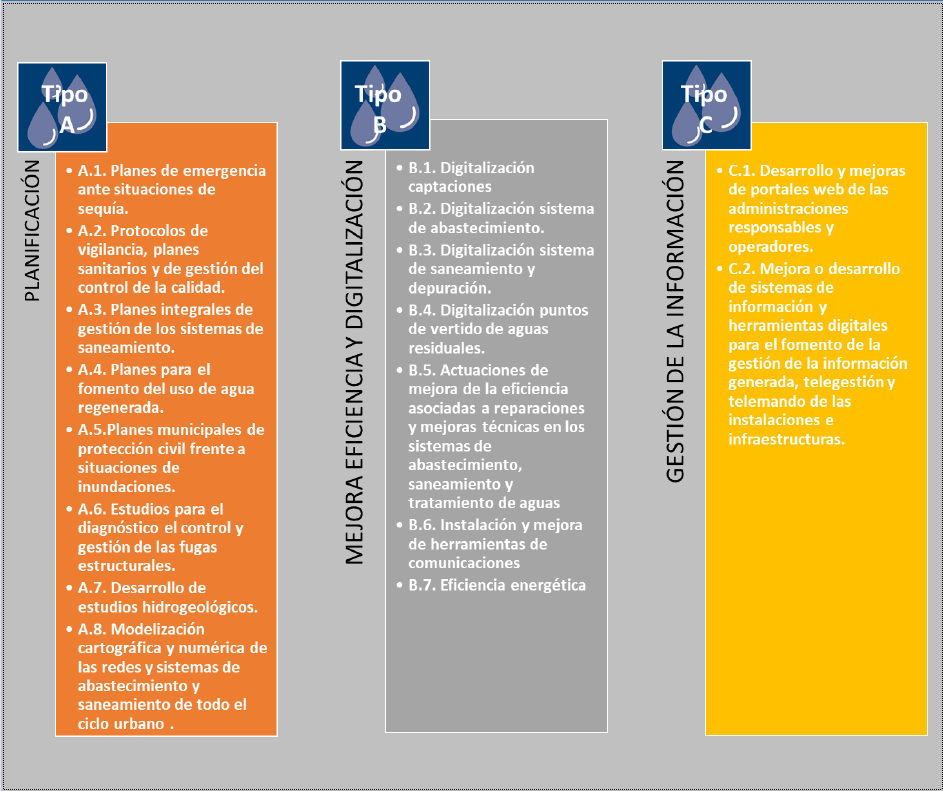 Tipo
A
PLANIFICACIÓN
• A.1. Planes de emergencia
ante situaciones de
sequía.
• A.2. Protocolos de
vigilancia, planes
sanitarios y de gestión del
control de la calidad.
• A.3. Planes integrales de
gestión de los sistemas de
saneamiento.
• A.4. Planes para el
fomento del uso de agua
regenerada.
• A.5.Planes municipales de
protección civil frente a
situaciones de
inundaciones.
• A.6. Estudios para el
diagnóstico el control y
gestión de las fugas
estructurales.
• A.7. Desarrollo de
estudios hidrogeológicos.
• A.8. Modelización
cartográfica y numérica de
las redes y sistemas de
abastecimiento y
saneamiento de todo el
ciclo urbano .
Tipo
B
MEJORA EFICIENCIA Y DIGITALIZACIÓN
• B.1. Digitalización
captaciones
• B.2. Digitalización sistema
de abastecimiento.
• B.3. Digitalización sistema
de saneamiento y
depuración.
• B.4. Digitalización puntos
de vertido de aguas
residuales.
• B.5. Actuaciones de
mejora de la eficiencia
asociadas a reparaciones
y mejoras técnicas en los
sistemas de
abastecimiento,
saneamiento y
tratamiento de aguas
• B.6. Instalación y mejora
de herramientas de
comunicaciones
• B.7. Eficiencia energética
Tipo
C
GESTIÓN DE LA INFORMACIÓN
• C.1. Desarrollo y mejoras
de portales web de las
administraciones
responsables y
operadores.
• C.2. Mejora o desarrollo
de sistemas de
información y
herramientas digitales
para el fomento de la
gestión de la información
generada, telegestión y
telemando de las
instalaciones e
infraestructuras.